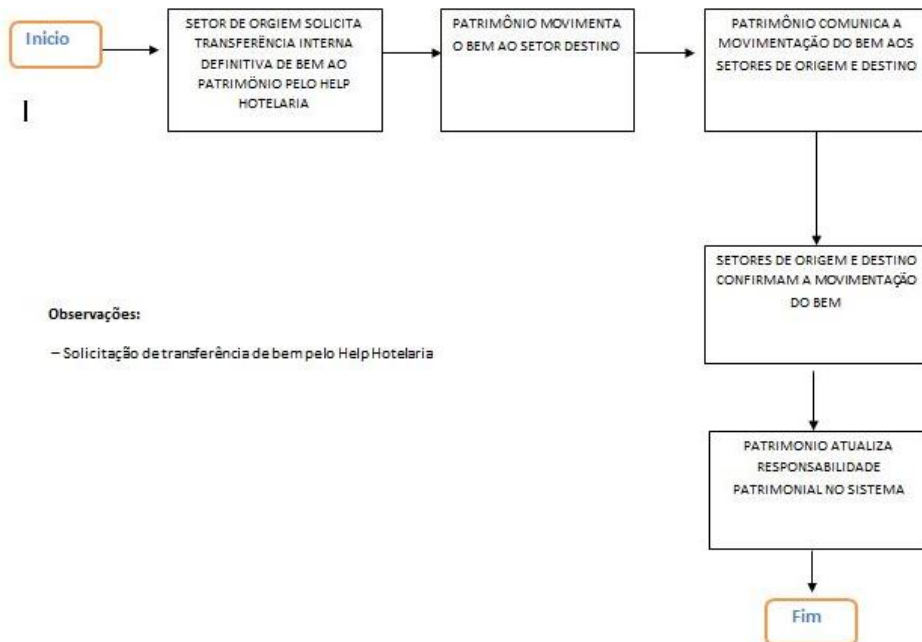 Inicio
SETOR DE ORGIEM SOLICITA
TRANSFERÊNCIA INTERNA
DEFINITIVA DE BEM AO
PATRIMÔNIO PELO HELP
HOTELARIA
PATRIMÔNIO MOVIMENTA
O BEM AO SETOR DESTINO
PATRIMÔNIO COMUNICA A
MOVIMENTAÇÃO DO BEM AOS
SETORES DE ORIGEM E DESTINO
SETORES DE ORIGEM E DESTINO
CONFIRMAM A MOVIMENTAÇÃO
DO BEM
Observações:
– Solicitação de transferência de bem pelo Help Hotelaria
PATRIMONIO ATUALIZA
RESPONSABILIDADE
PATRIMONIAL NO SISTEMA
Fim